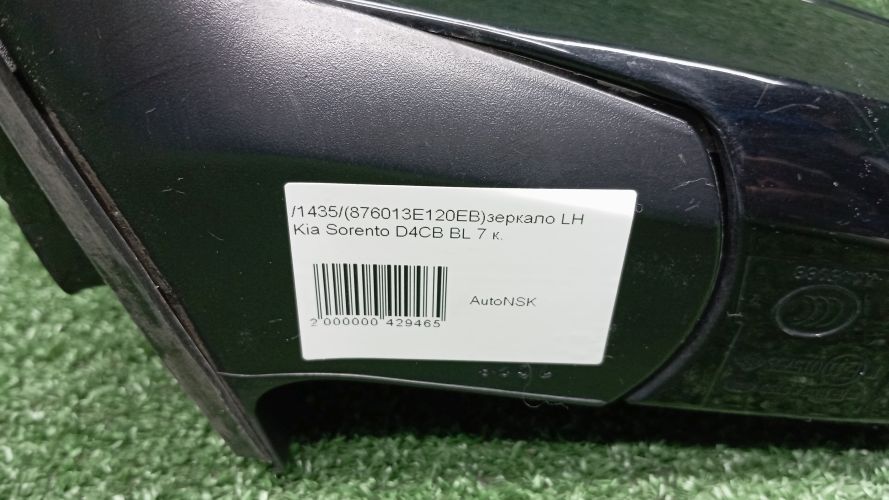 /1435/(876013E120EB)зеркало LH
Kia Sorento D4CB BL 7 к.
AutoNSK
2 000000 429465